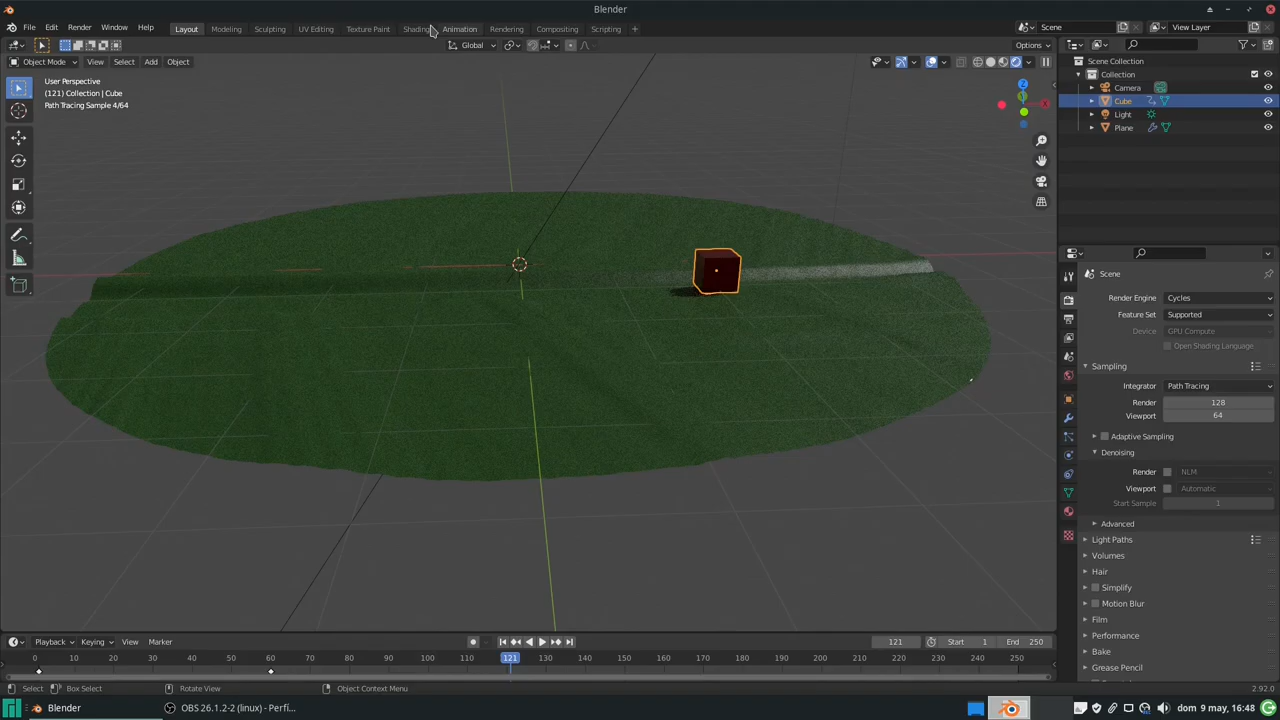 Blender
File Edit Render Window Help
Layout Modeling Sculpting UV Editing Texture Paint Shading Animation Rendering Compositing Scripting
Scene View Layer
Global Options
Object Mode View Select Add Object
User Perspective
(121) Collection | Cube
Path Tracing Sample 4/64
Z
Scene Collection
Collection
Camera
Cube
Light
Plane
Scene
Render Engine Cycles
Feature Set Supported
Device GPU Compute
Open Shading Language
Sampling
Integrator Path Tracing
Render 128
Viewport 64
Adaptive Sampling
Denoising
Render NLM
Viewport Automatic
Start Sample 1
Advanced
Light Paths
Volumes
Hair
Simplify
Motion Blur
Film
Performance
Bake
Grease Pencil
Playback Keying View Marker 121 Start 1 End 250
0 10 20 30 40 50 60 70 80 90 100 110 121 130 140 150 160 170 180 190 200 210 220 230 240 250
Select Box Select Rotate View Object Context Menu 2.92.0
Blender OBS 26.1.2-2 (linux) - Perfi... dom 9 may, 16:48